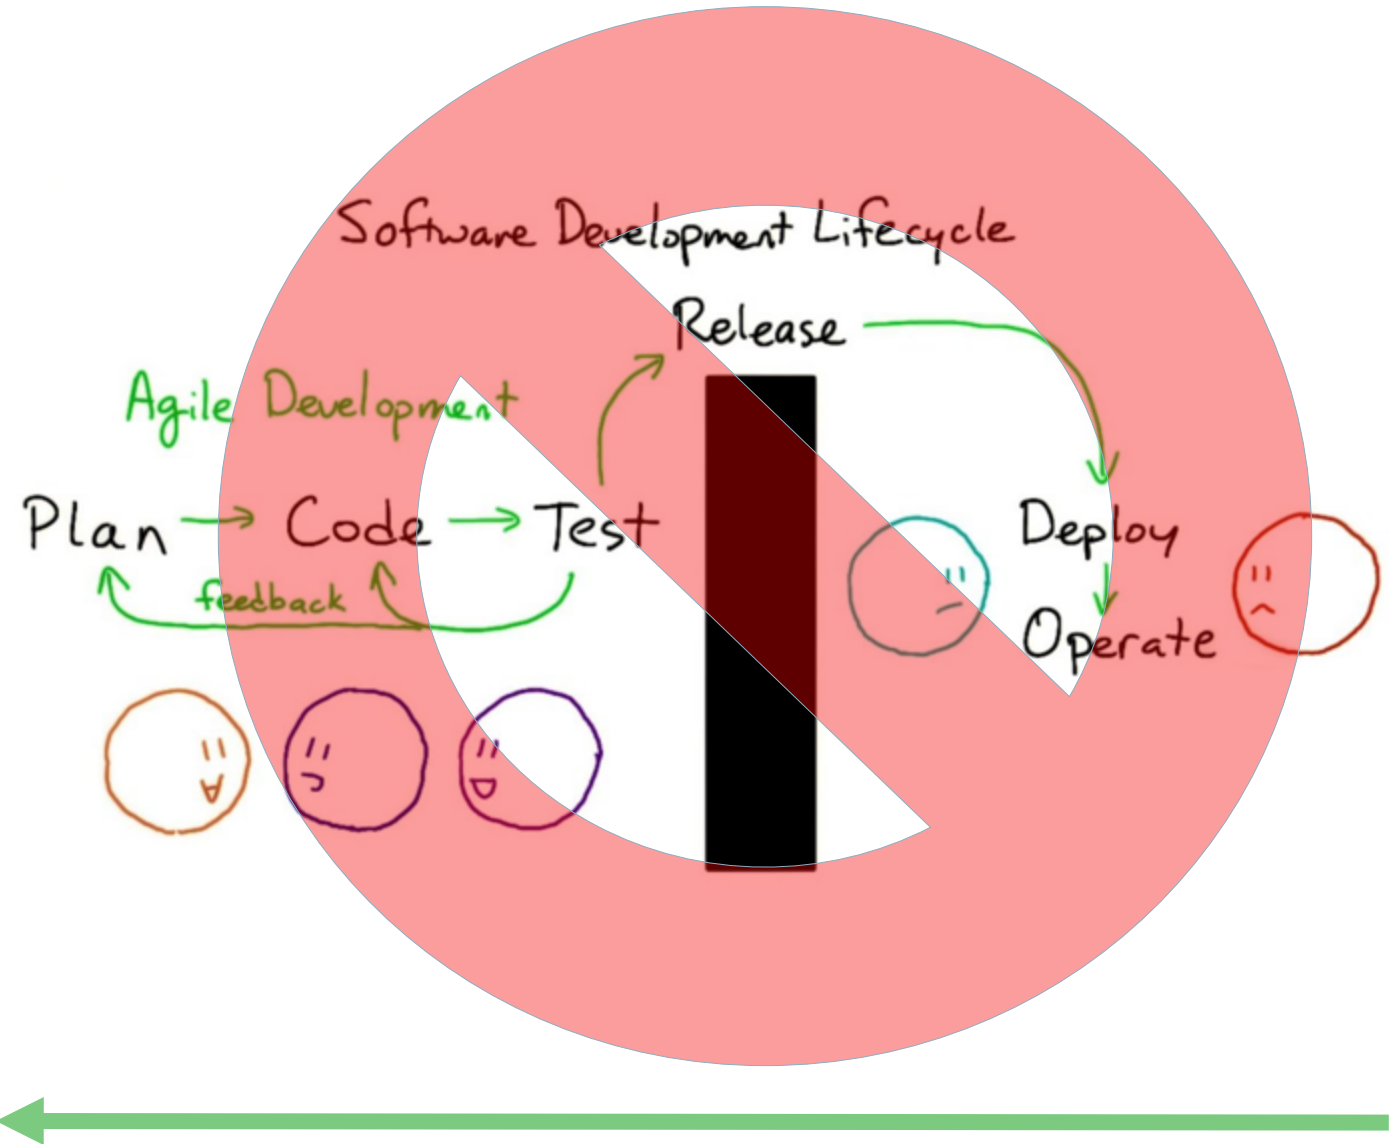 Software Development Lifecycle
Release
Agile Development
Plan Code Test
Deploy
feedback
Operate